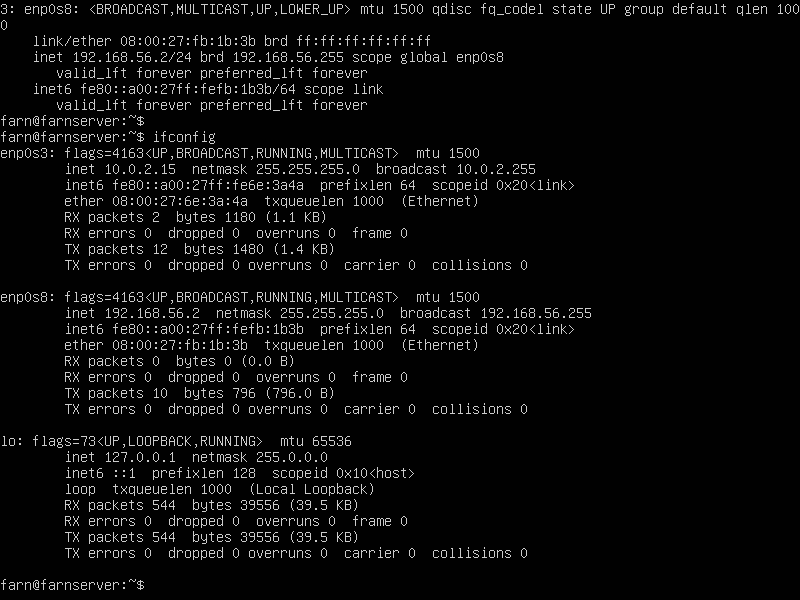 3: enp0s8: <BROADCAST,MULTICAST,UP,LOWER_UP> mtu 1500 qdisc fq_codel state UP group default qlen 100
0
    link/ether 08:00:27:fb:1b:3b brd ff:ff:ff:ff:ff:ff
    inet 192.168.56.2/24 brd 192.168.56.255 scope global enp0s8
       valid_lft forever preferred_lft forever
    inet6 fe80::a00:27ff:fefb:1b3b/64 scope link
       valid_lft forever preferred_lft forever
farn@farnserver:~$
farn@farnserver:~$ ifconfig
enp0s3: flags=4163<UP,BROADCAST,RUNNING,MULTICAST>  mtu 1500
        inet 10.0.2.15  netmask 255.255.255.0  broadcast 10.0.2.255
        inet6 fe80::a00:27ff:fe6e:3a4a  prefixlen 64  scopeid 0x20<link>
        ether 08:00:27:6e:3a:4a  txqueuelen 1000  (Ethernet)
        RX packets 2  bytes 1180 (1.1 KB)
        RX errors 0  dropped 0  overruns 0  frame 0
        TX packets 12  bytes 1480 (1.4 KB)
        TX errors 0  dropped 0 overruns 0  carrier 0  collisions 0

enp0s8: flags=4163<UP,BROADCAST,RUNNING,MULTICAST>  mtu 1500
        inet 192.168.56.2  netmask 255.255.255.0  broadcast 192.168.56.255
        inet6 fe80::a00:27ff:fefb:1b3b  prefixlen 64  scopeid 0x20<link>
        ether 08:00:27:fb:1b:3b  txqueuelen 1000  (Ethernet)
        RX packets 0  bytes 0 (0.0 B)
        RX errors 0  dropped 0  overruns 0  frame 0
        TX packets 10  bytes 796 (796.0 B)
        TX errors 0  dropped 0 overruns 0  carrier 0  collisions 0

lo: flags=73<UP,LOOPBACK,RUNNING>  mtu 65536
        inet 127.0.0.1  netmask 255.0.0.0
        inet6 ::1  prefixlen 128  scopeid 0x10<host>
        loop  txqueuelen 1000  (Local Loopback)
        RX packets 544  bytes 39556 (39.5 KB)
        RX errors 0  dropped 0  overruns 0  frame 0
        TX packets 544  bytes 39556 (39.5 KB)
        TX errors 0  dropped 0 overruns 0  carrier 0  collisions 0

farn@farnserver:~$